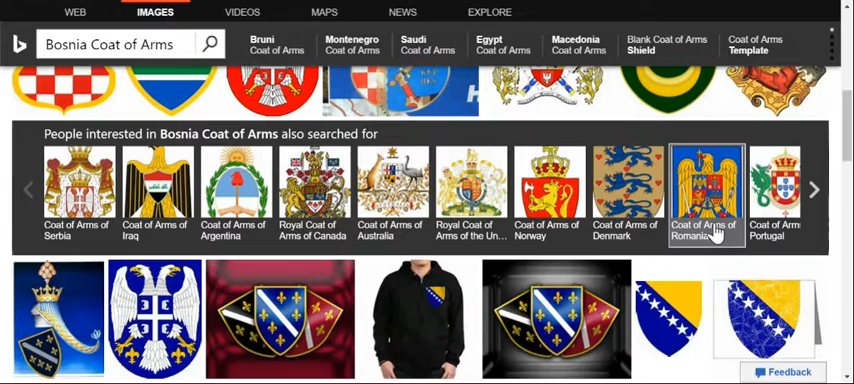 WEB IMAGES VIDEOS MAPS NEWS EXPLORE
Bosnia Coat of Arms
Bruni
Coat of Arms
Montenegro
Coat of Arms
Saudi
Coat of Arms
Egypt
Coat of Arms
Macedonia
Coat of Arms
Blank Coat of Arms
Shield
Coat of Arms
Template
People interested in Bosnia Coat of Arms also searched for
Coat of Arms of
Serbia
Coat of Arms of
Iraq
Coat of Arms of
Argentina
Royal Coat of
Arms of Canada
Coat of Arms of
Australia
Royal Coat of
Arms of the Un...
Coat of Arms of
Norway
Coat of Arms of
Denmark
Coat of Arms of
Romania
Coat of Arms
Portugal
Feedback